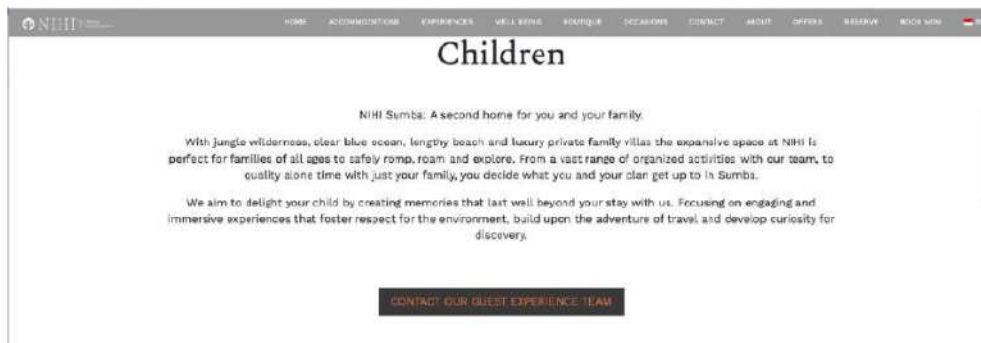 NIHI
HOME ACCOMMODATIONS EXPERIENCES WELL BEING BOUTIQUE OCCASIONS CONTACT ABOUT OFFERS RESERVE BOOK NOW
Children
NIHI Sumba: A second home for you and your family.
With jungle wilderness, clear blue ocean, lengthy beach and luxury private family villas the expansive space at NIHI is
perfect for families of all ages to safely romp, roam and explore. From a vast range of organized activities with our team, to
quality alone time with just your family, you decide what you and your clan get up to in Sumba.
We aim to delight your child by creating memories that last well beyond your stay with us. Focusing on engaging and
immersive experiences that foster respect for the environment, build upon the adventure of travel and develop curiosity for
discovery.
CONTACT OUR GUEST EXPERIENCE TEAM